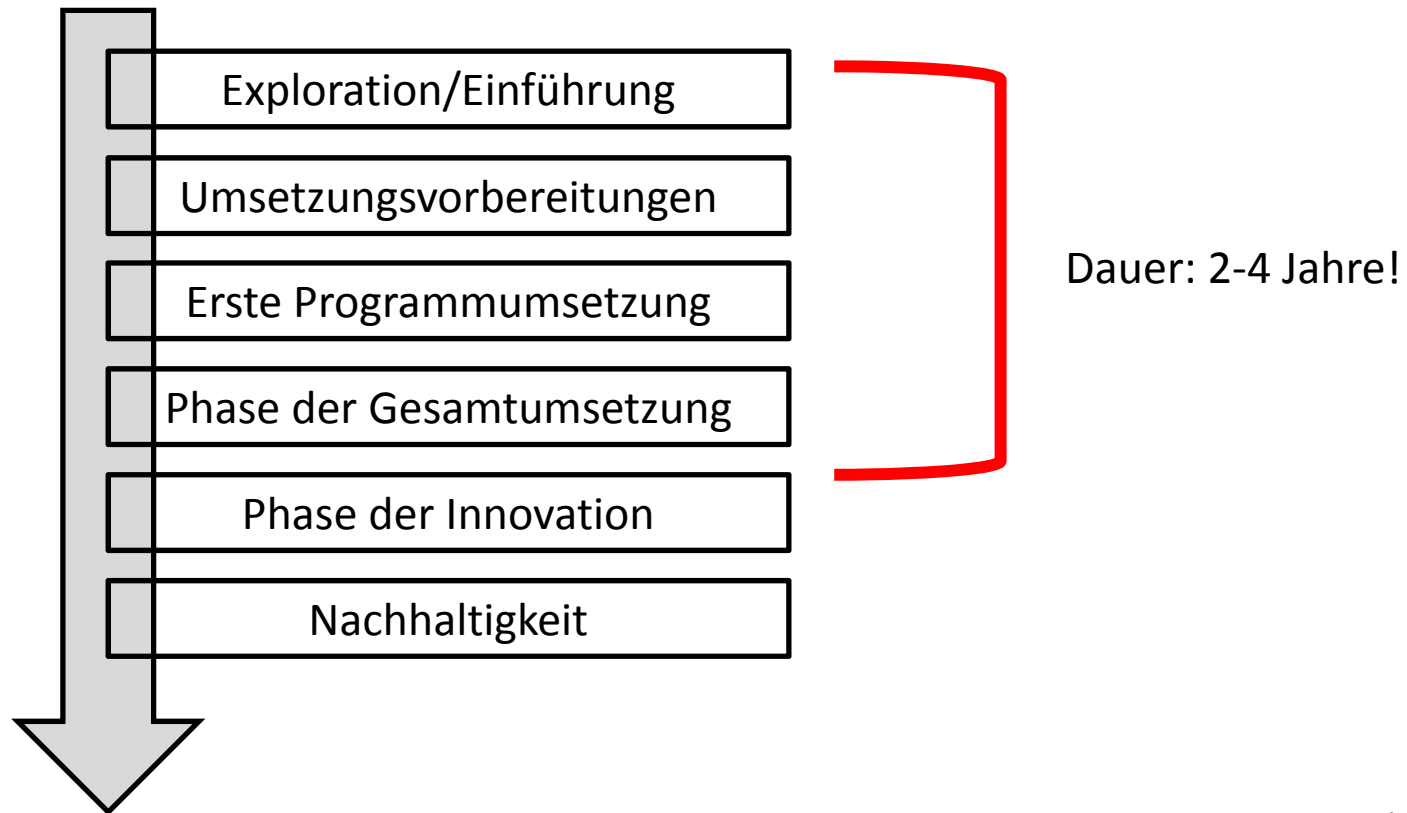 Exploration/Einführung
Umsetzungsvorbereitungen
Erste Programmumsetzung
Phase der Gesamtumsetzung
Phase der Innovation
Nachhaltigkeit
Dauer: 2-4 Jahre!